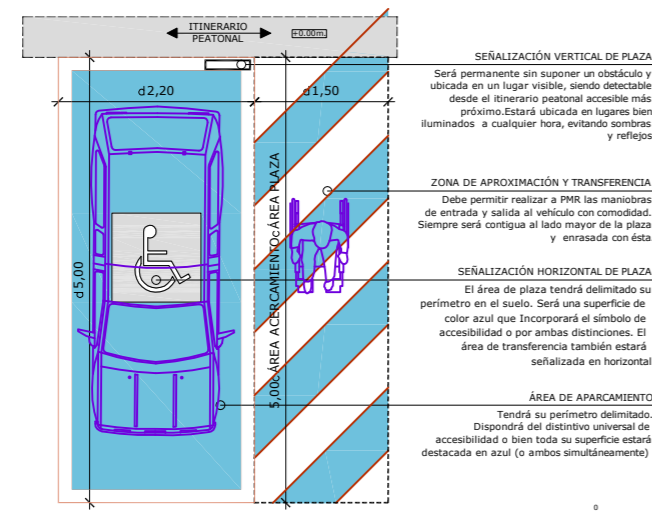 ITINERARIO
PEATONAL
+0.00m.
d2,20
d1,50
d5,00
5,00cÁREA ACERCAMIENTOcÁREA PLAZA
SEÑALIZACIÓN VERTICAL DE PLAZA
Será permanente sin suponer un obstáculo y
ubicada en un lugar visible, siendo detectable
desde el itinerario peatonal accesible más
próximo.Estará ubicada en lugares bien
iluminados a cualquier hora, evitando sombras
y reflejos
ZONA DE APROXIMACIÓN Y TRANSFERENCIA
Debe permitir realizar a PMR las maniobras
de entrada y salida al vehículo con comodidad.
Siempre será contigua al lado mayor de la plaza
y enrasada con ésta
SEÑALIZACIÓN HORIZONTAL DE PLAZA
El área de plaza tendrá delimitado su
perímetro en el suelo. Será una superficie de
color azul que Incorporará el símbolo de
accesibilidad o por ambas distinciones. El
área de transferencia también estará
señalizada en horizontal
ÁREA DE APARCAMIENTO
Tendrá su perímetro delimitado.
Dispondrá del distintivo universal de
accesibilidad o bien toda su superficie estará
destacada en azul (o ambos simultáneamente)
0